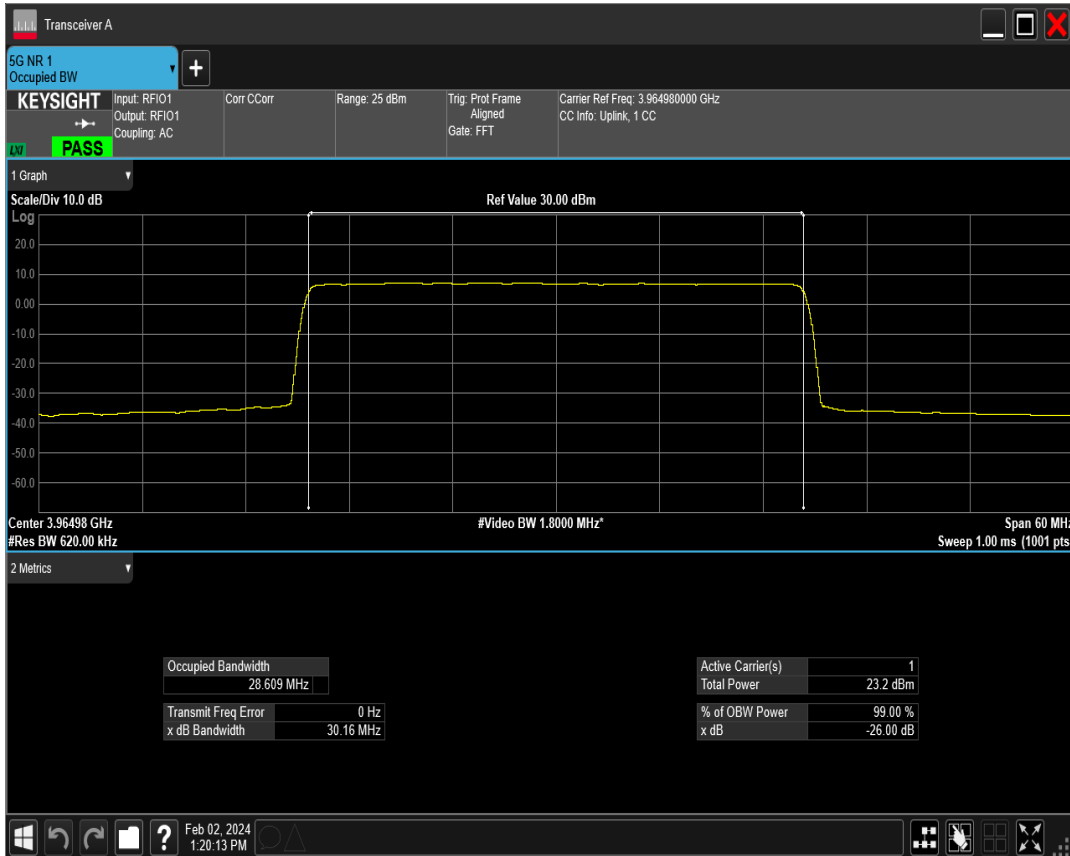 Transceiver A
5G NR 1
Occupied BW
+
KEYSIGHT
LXI
PASS
Input: RFIO1
Output: RFIO1
Coupling: AC
Corr CCorr
Range: 25 dBm
Trig: Prot Frame
Aligned
Gate: FFT
Carrier Ref Freq: 3.964980000 GHz
CC Info: Uplink, 1 CC
1 Graph
Scale/Div 10.0 dB
Ref Value 30.00 dBm
Log
20.0
10.0
0.00
-10.0
-20.0
-30.0
-40.0
-50.0
-60.0
Center 3.96498 GHz
#Video BW 1.8000 MHz*
Span 60 MHz
#Res BW 620.00 kHz
Sweep 1.00 ms (1001 pts
2 Metrics
Occupied Bandwidth
28.609 MHz
Transmit Freq Error 0 Hz
x dB Bandwidth 30.16 MHz
Active Carrier(s) 1
Total Power 23.2 dBm
% of OBW Power 99.00 %
x dB -26.00 dB
?
Feb 02, 2024
1:20:13 PM